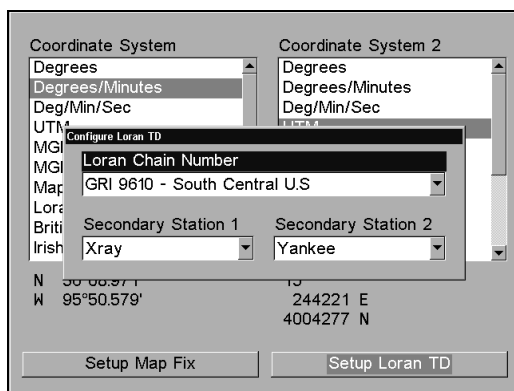 Coordinate System
Degrees
Degrees/Minutes
Deg/Min/Sec
Coordinate System 2
Degrees
Degrees/Minutes
Deg/Min/Sec
UTM
Configure Loran TD
Loran Chain Number
GRI 9610 - South Central U.S
Secondary Station 1
Xray
Secondary Station 2
Yankee
N
W 95°50.579'
15
244221 E
4004277 N
Setup Map Fix
Setup Loran TD